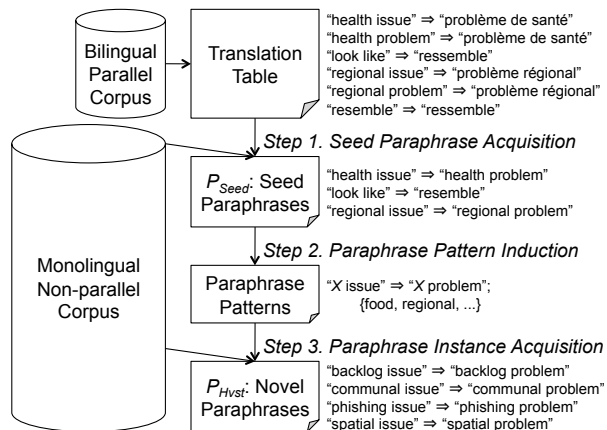 Bilingual
Parallel
Corpus
Translation
Table
“health issue” ⇒ “problème de santé”
“health problem” ⇒ “problème de santé”
“look like” ⇒ “ressemble”
“regional issue” ⇒ “problème régional”
“regional problem” ⇒ “problème régional”
“resemble” ⇒ “ressemble”
Step 1. Seed Paraphrase Acquisition
P_Seed: Seed
Paraphrases
“health issue” ⇒ “health problem”
“look like” ⇒ “resemble”
“regional issue” ⇒ “regional problem”
Step 2. Paraphrase Pattern Induction
Monolingual
Non-parallel
Corpus
Paraphrase
Patterns
“X issue” ⇒ “X problem”;
{food, regional, ...}
Step 3. Paraphrase Instance Acquisition
P_Hvst: Novel
Paraphrases
“backlog issue” ⇒ “backlog problem”
“communal issue” ⇒ “communal problem”
“phishing issue” ⇒ “phishing problem”
“spatial issue” ⇒ “spatial problem”